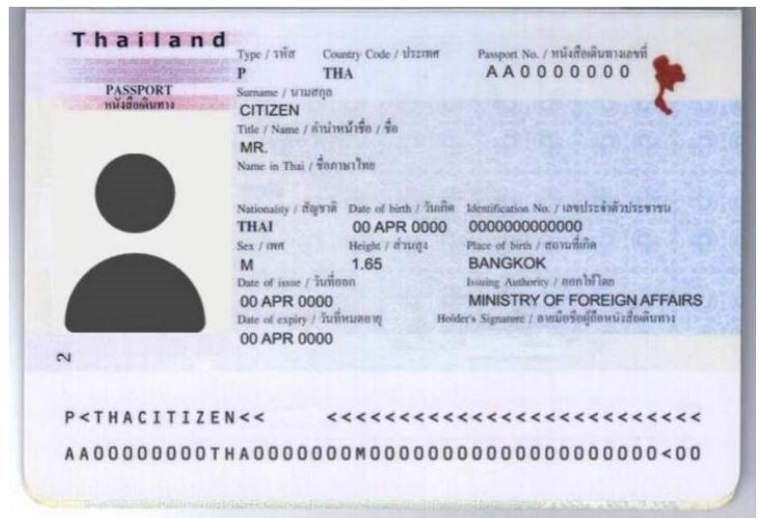 Thailand
PASSPORT
หนังสือเดินทาง
Type / รหัส Country Code / ประเทศ Passport No. / หนังสือเดินทางเลขที่
P THA AA0000000
Surname / นามสกุล
CITIZEN
Title / Name / คำนำหน้าชื่อ / ชื่อ
MR.
Name in Thai / ชื่อภาษาไทย
Nationality / สัญชาติ Date of birth / วันเกิด Identification No. / เลขประจำตัวประชาชน
THAI 00 APR 0000 0000000000000
Sex / เพศ Height / ส่วนสูง Place of birth / สถานที่เกิด
M 1.65 BANGKOK
Date of issue / วันที่ออก Issuing Authority / ออกให้โดย
00 APR 0000 MINISTRY OF FOREIGN AFFAIRS
Date of expiry / วันที่หมดอายุ Holder's Signature / ลายมือชื่อผู้ถือหนังสือเดินทาง
00 APR 0000
2
P<THACITIZEN<< <<<<<<<<<<<<<<<<<<<<<<<<<<
AA00000000THA0000000M00000000000000000000000<00